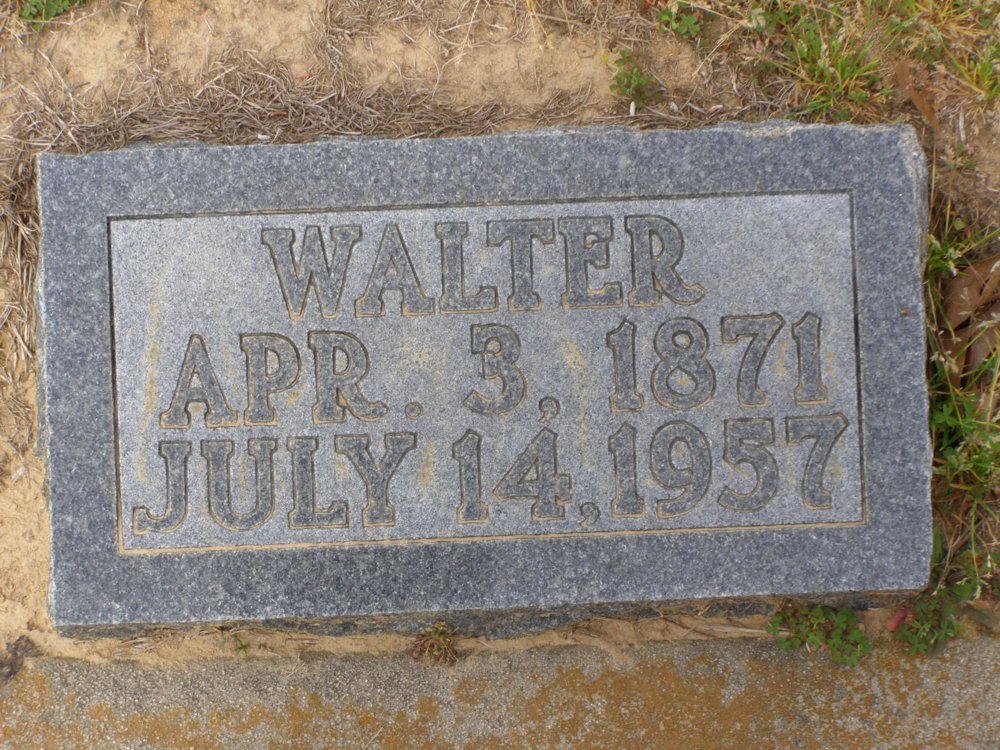 WALTER
APR. 3, 1871
JULY 14, 1957